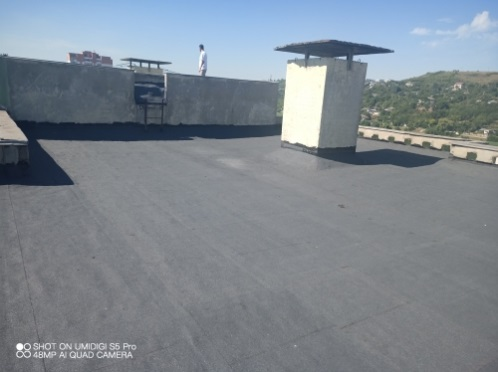 SHOT ON UMIDIGI S5 Pro
48MP AI QUAD CAMERA